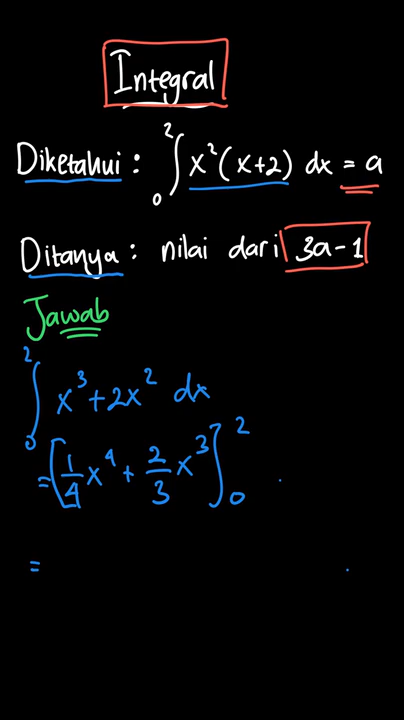 Integral
Diketahui : ∫₀² x²(x+2) dx = a
Ditanya : nilai dari 3a-1
Jawab
∫₀² x³+2x² dx
=[1/4 x⁴ + 2/3 x³]₀²
=